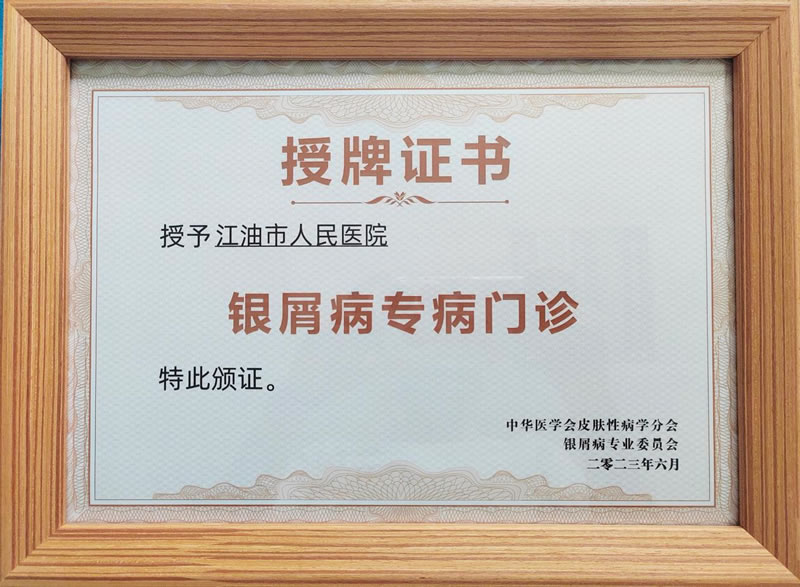 授牌证书
授予江油市人民医院
银屑病专病门诊
特此颁证。
中华医学会皮肤性病学分会
银屑病专业委员会
二零二三年六月